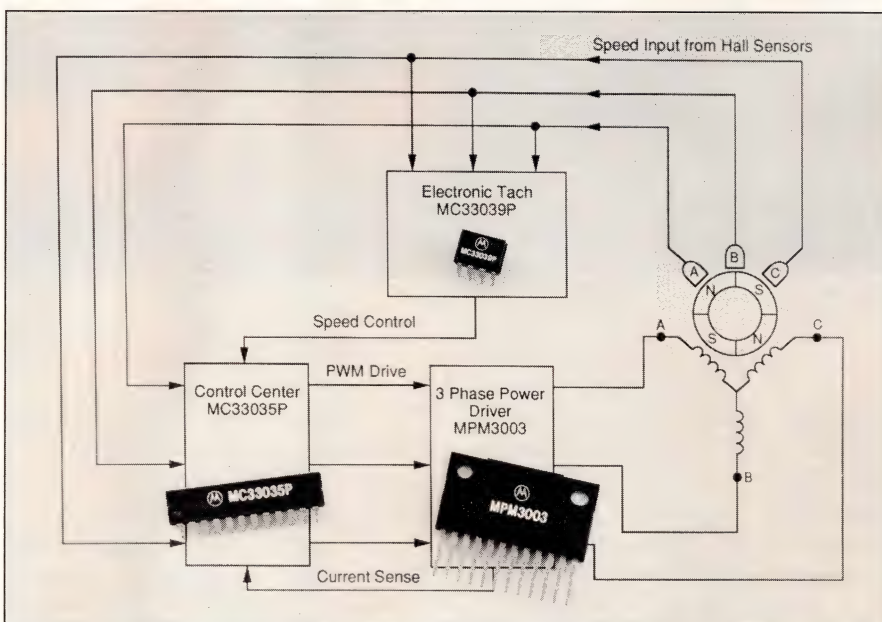 Speed Input from Hall Sensors
Electronic Tach
MC33039P
MC33039P
A
B
C
N
S
S
N
Speed Control
A
C
Control Center
MC33035P
PWM Drive
3 Phase Power
Driver
MPM3003
MC33035P
MPM3003
B
Current Sense